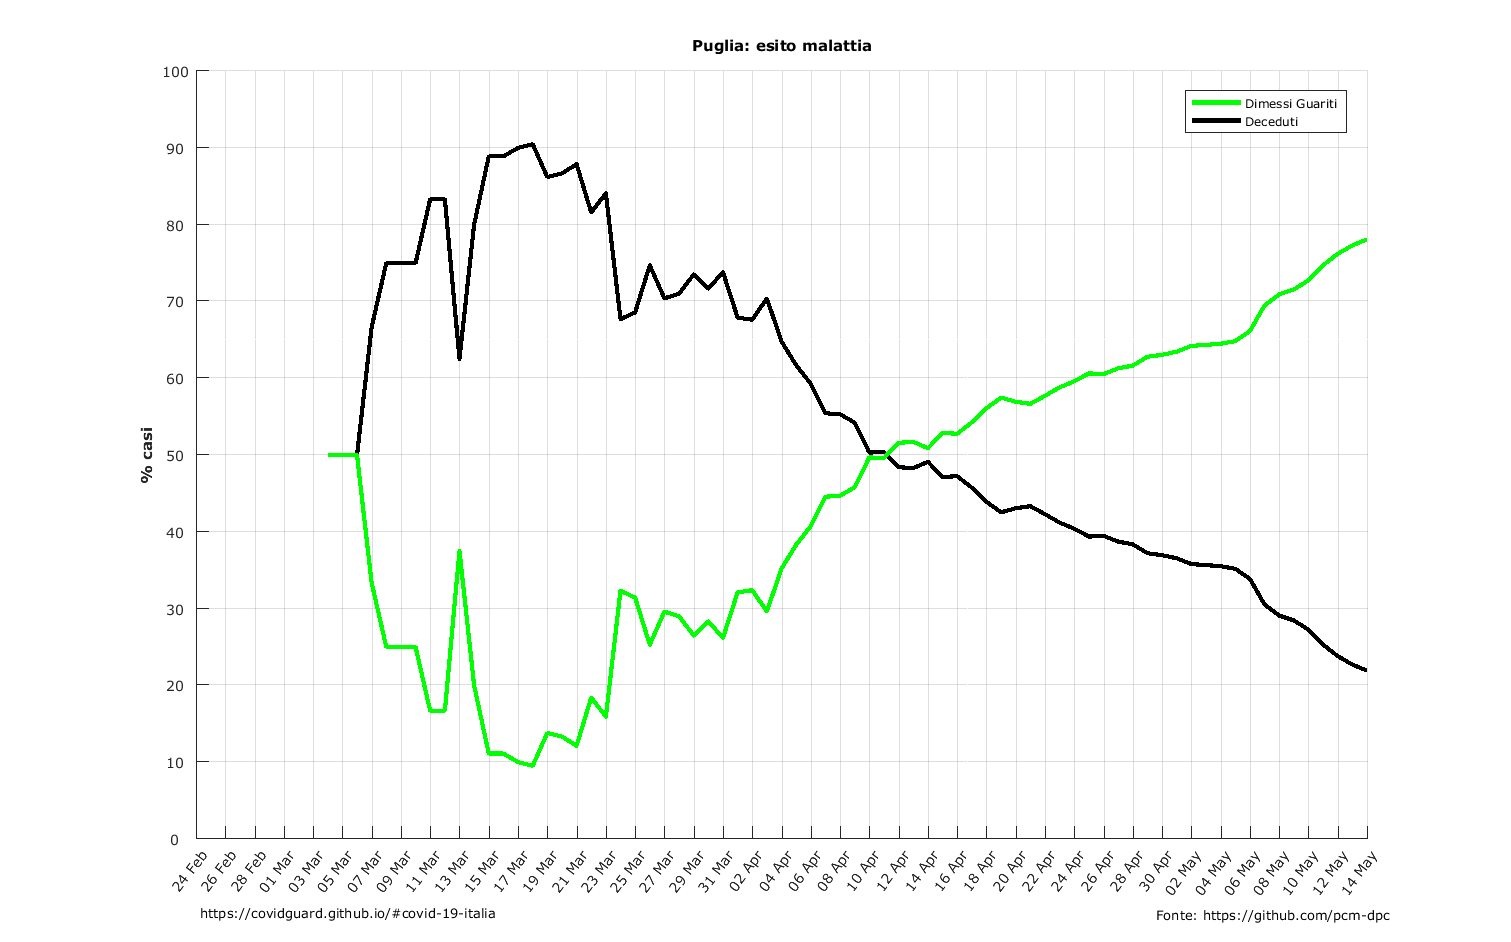 Puglia: esito malattia
Dimessi Guariti
Deceduti
% casi
100
90
80
70
60
50
40
30
20
10
0
24 Feb
26 Feb
28 Feb
01 Mar
03 Mar
05 Mar
07 Mar
09 Mar
11 Mar
13 Mar
15 Mar
17 Mar
19 Mar
21 Mar
23 Mar
25 Mar
27 Mar
29 Mar
31 Mar
02 Apr
04 Apr
06 Apr
08 Apr
10 Apr
12 Apr
14 Apr
16 Apr
18 Apr
20 Apr
22 Apr
24 Apr
26 Apr
28 Apr
30 Apr
02 May
04 May
06 May
08 May
10 May
12 May
14 May
https://covidguard.github.io/#covid-19-italia
Fonte: https://github.com/pcm-dpc